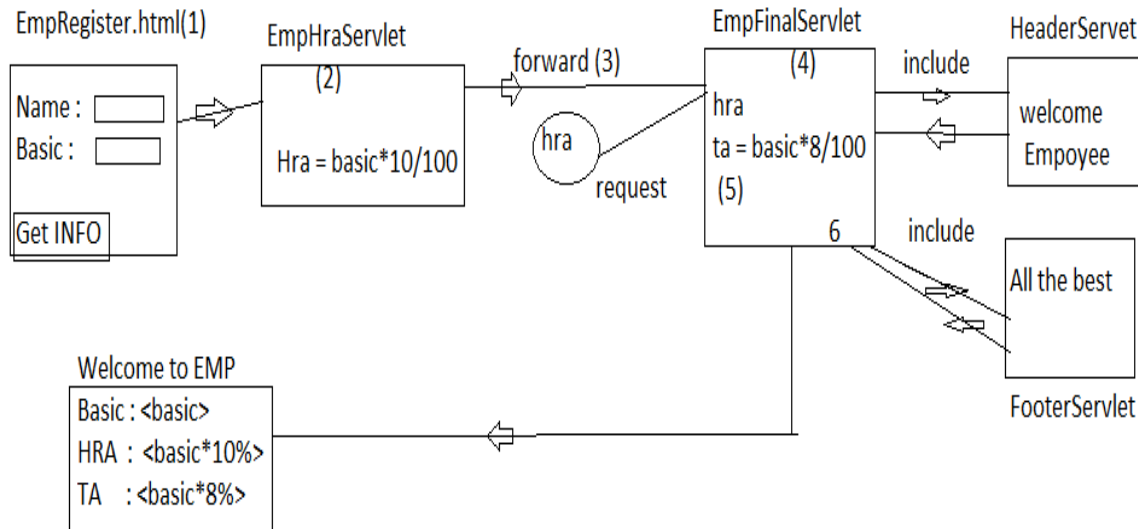 EmpRegister.html(1)
Name :
Basic :
Get INFO
EmpHraServlet
(2)
Hra = basic*10/100
forward (3)
hra
request
EmpFinalServlet
(4)
hra
ta = basic*8/100
(5)
6
include
HeaderServet
welcome
Empoyee
include
All the best
FooterServlet
Welcome to EMP
Basic : <basic>
HRA : <basic*10%>
TA : <basic*8%>